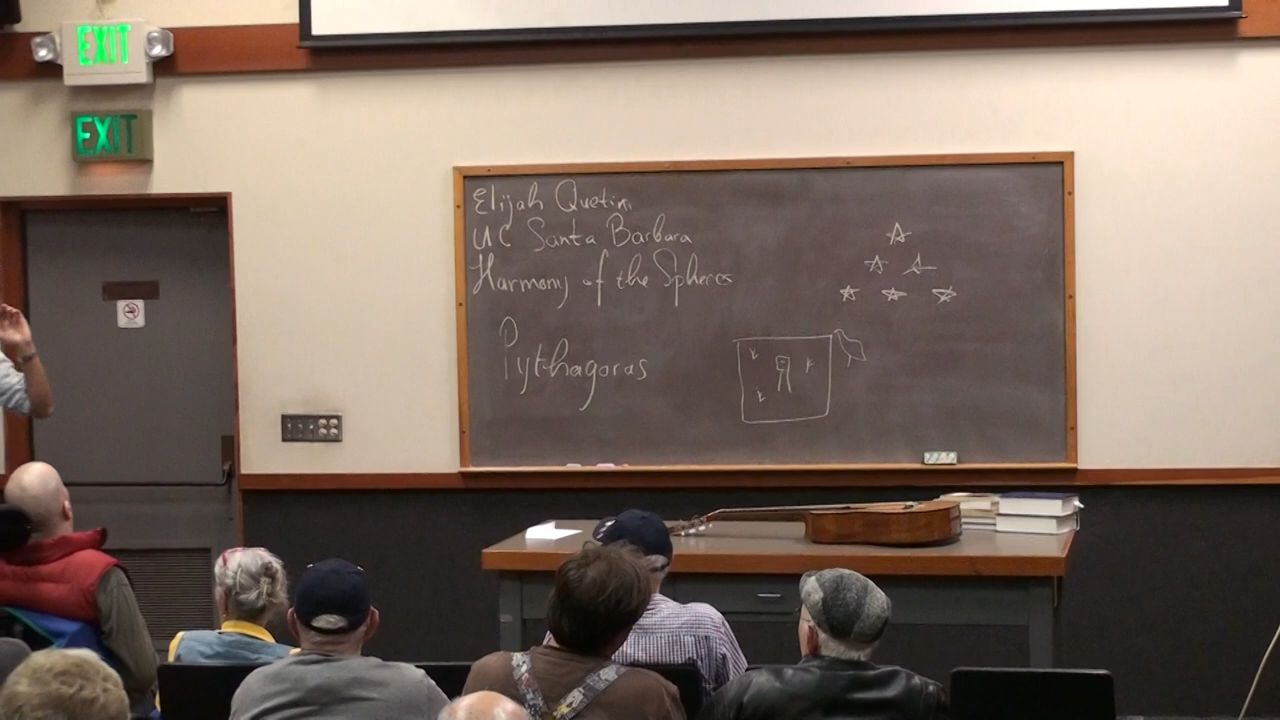 EXIT
EXIT
Elijah Quetin
UC Santa Barbara
Harmony of the Spheres
Pythagoras